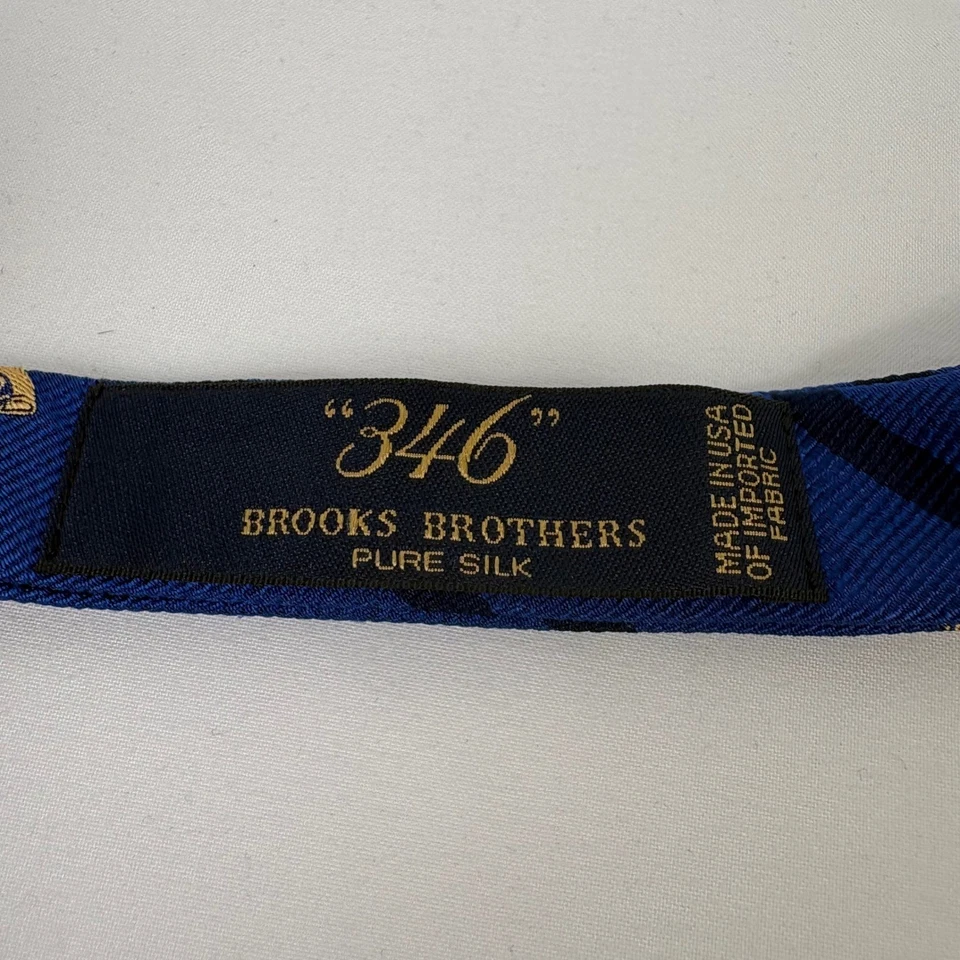 “346”
BROOKS BROTHERS
PURE SILK
MADE IN USA
OF IMPORTED
FABRIC